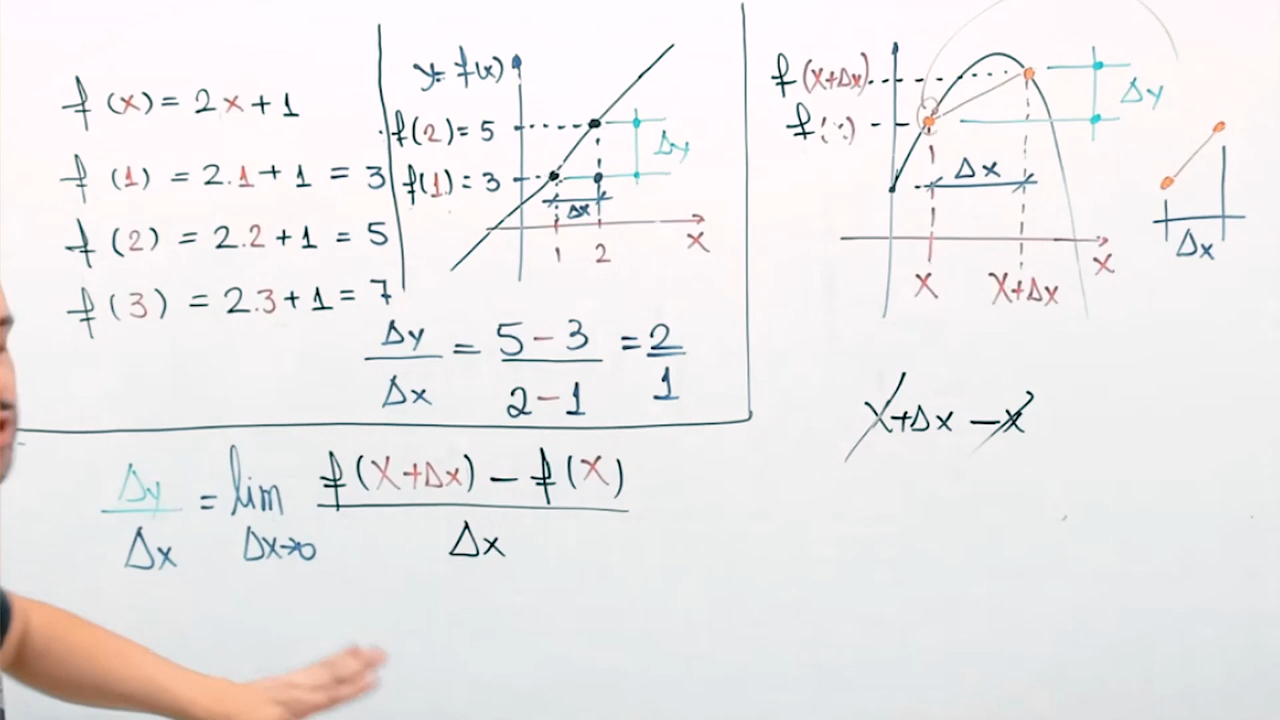 f(x) = 2x+1
f(1) = 2.1+1 = 3
f(2) = 2.2+1 = 5
f(3) = 2.3+1 = 7
y= f(x)
f(2)= 5
Δy
f(1)= 3
Δx
1 2 x
Δy/Δx = 5-3/2-1 = 2/1
f(x+Δx)
Δy
f(x)
Δx
x x+Δx x
Δx
x+Δx -x
Δy/Δx = lim Δx→0 f(x+Δx) - f(x)/Δx